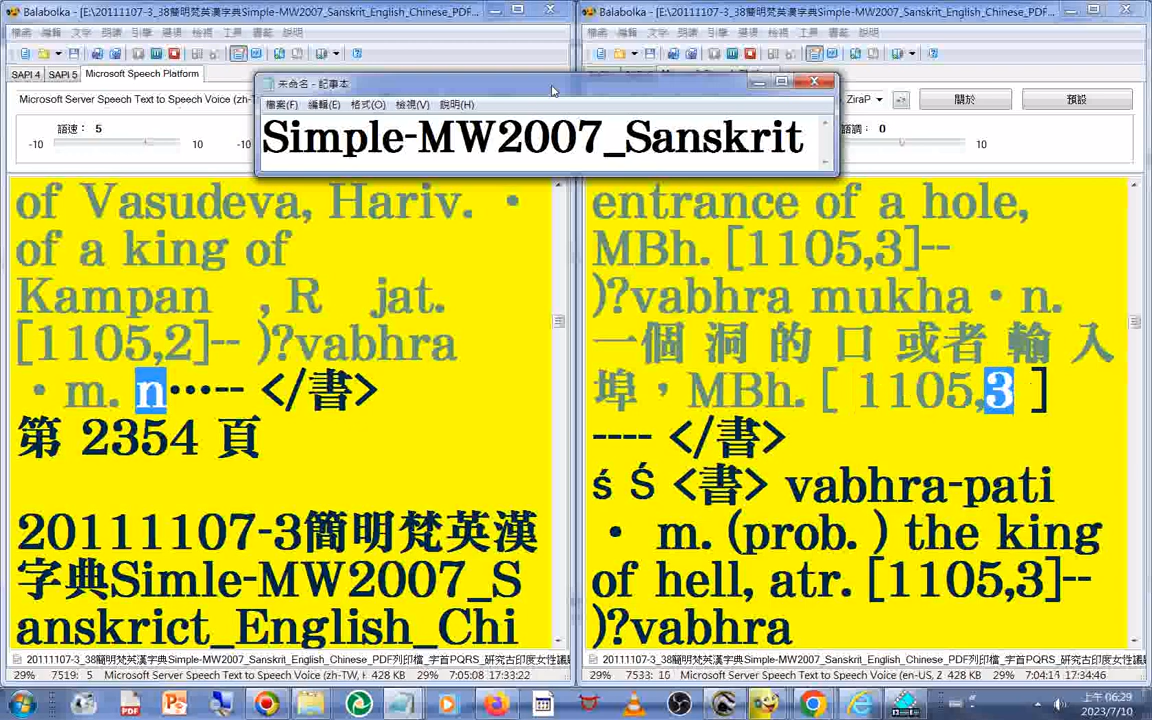 Balabolka - [E:\20111107-3_38簡明梵英漢字典Simple-MW2007_Sanskrit_English_Chinese_PDF...
Balabolka - [E:\20111107-3_38簡明梵英漢字典Simple-MW2007_Sanskrit_English_Chinese_PDF...
SAPI 4 SAPI 5 Microsoft Speech Platform
未命名 - 記事本
檔案(F) 編輯(E) 格式(O) 檢視(V) 說明(H)
Simple-MW2007_Sanskrit
Microsoft Server Speech Text to Speech Voice (zh-
ZiraP 關於 預設
語速: 5
-10 10 -10
語調: 0
10
of Vasudeva, Hariv. •
of a king of
Kampan , R jat.
[1105,2]-- )?vabhra
• m. n…-- </書>
第 2354 頁
20111107-3簡明梵英漢
字典Simle-MW2007_S
anskrict_English_Chi
entrance of a hole,
MBh. [1105,3]--
)?vabhra mukha • n.
一個 洞 的 口 或者 輸入
埠，MBh. [ 1105,3 ]
---- </書>
ś Ś <書> vabhra-pati
• m. (prob. ) the king
of hell, atr. [1105,3]--
)?vabhra
20111107-3_38簡明梵英漢字典Simple-MW2007_Sanskrit_English_Chinese_PDF列印檔_字首PQRS_研究古印度女性議
20111107-3_38簡明梵英漢字典Simple-MW2007_Sanskrit_English_Chinese_PDF列印檔_字首PQRS_研究古印度女性議
29% 7519: 5 Microsoft Server Speech Text to Speech Voice (zh-TW, H 428 KB 7:05:08 17:33:22
29% 7533: 16 Microsoft Server Speech Text to Speech Voice (en-US, Z 428 KB 7:04:14 17:34:46
上午 06:29
2023/7/10